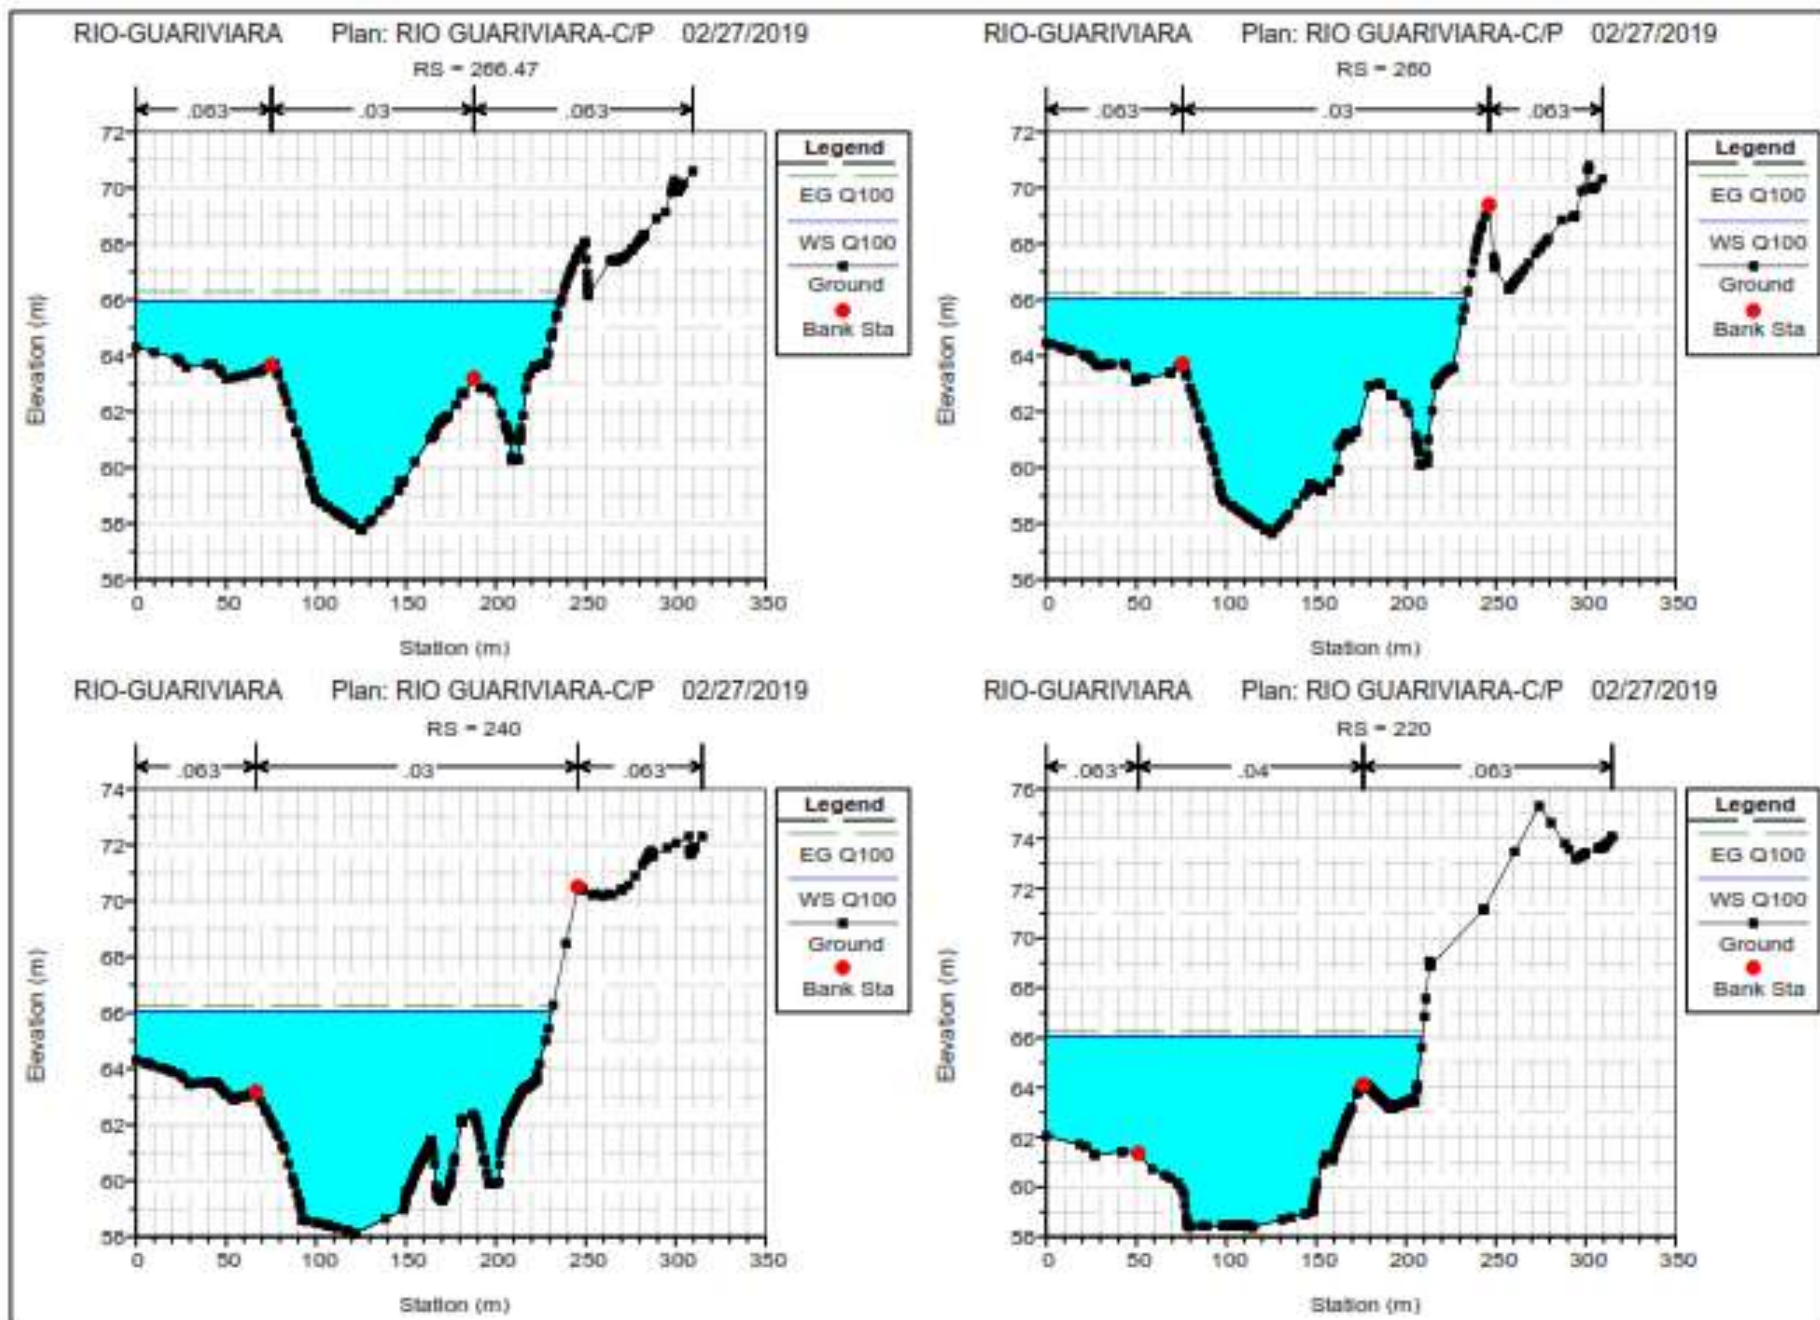 RIO-GUARIVIARA Plan: RIO GUARIVIARA-C/P 02/27/2019
RS = 266.47
.063 .03 .063
72
70
68
66
64
62
60
58
56
0 50 100 150 200 250 300 350
Elevation (m)
Station (m)
Legend
EG Q100
WS Q100
Ground
Bank Sta
RIO-GUARIVIARA Plan: RIO GUARIVIARA-C/P 02/27/2019
RS = 260
.063 .03 .063
72
70
68
66
64
62
60
58
56
0 50 100 150 200 250 300 350
Elevation (m)
Station (m)
Legend
EG Q100
WS Q100
Ground
Bank Sta
RIO-GUARIVIARA Plan: RIO GUARIVIARA-C/P 02/27/2019
RS = 240
.063 .03 .063
74
72
70
68
66
64
62
60
58
0 50 100 150 200 250 300 350
Elevation (m)
Station (m)
Legend
EG Q100
WS Q100
Ground
Bank Sta
RIO-GUARIVIARA Plan: RIO GUARIVIARA-C/P 02/27/2019
RS = 220
.063 .04 .063
76
74
72
70
68
66
64
62
60
58
0 50 100 150 200 250 300 350
Elevation (m)
Station (m)
Legend
EG Q100
WS Q100
Ground
Bank Sta